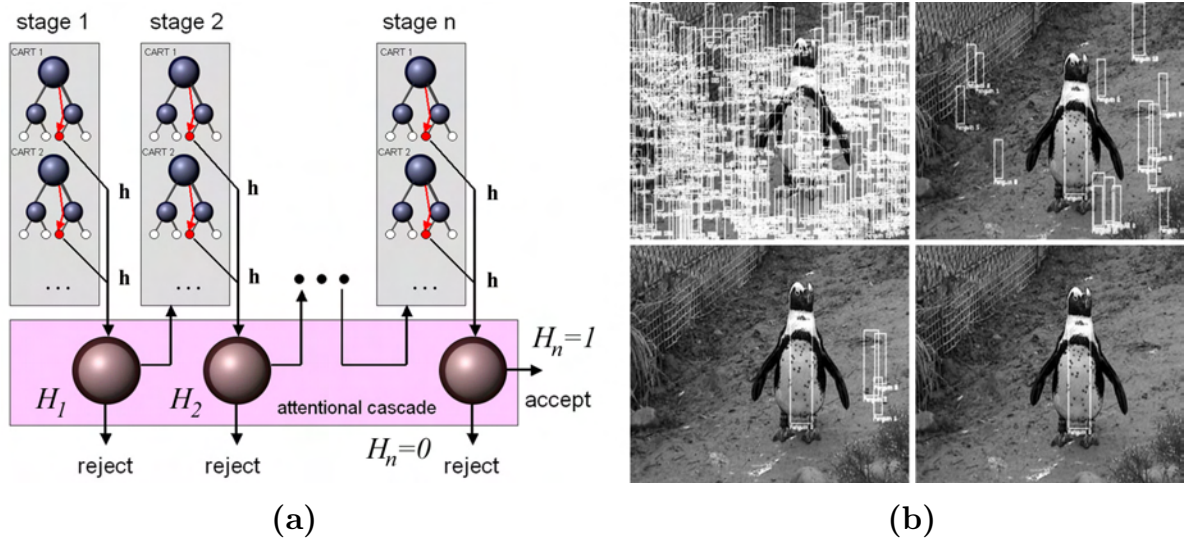 stage 1
stage 2
stage n
CART 1
CART 1
CART 1
CART 2
CART 2
CART 2
h
h
h
h
h
h
...
...
...
H1
H2
attentional cascade
Hn=1
accept
Hn=0
reject
reject
reject
(a)
(b)